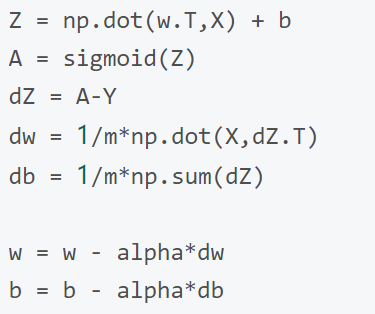 Z = np.dot(w.T,X) + b
A = sigmoid(Z)
dZ = A-Y
dw = 1/m*np.dot(X,dZ.T)
db = 1/m*np.sum(dZ)
w = w - alpha*dw
b = b - alpha*db